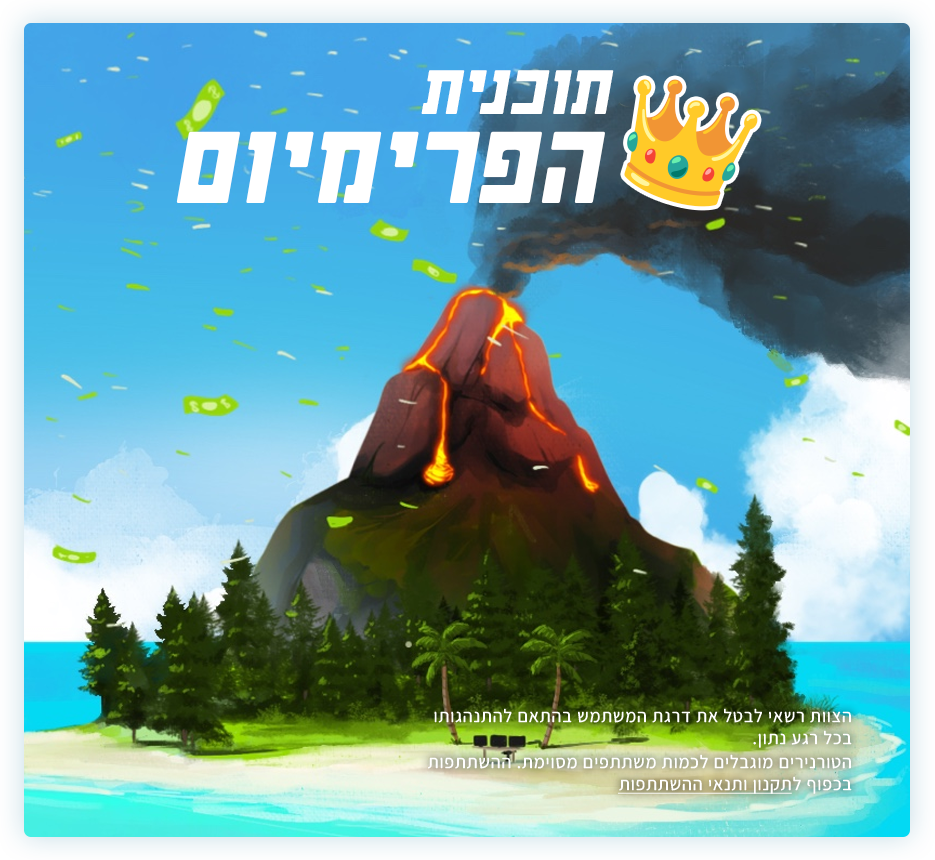 תוכנית
הפרימיום
הצוות רשאי לבטל את דרגת המשתמש בהתאם להתנהגותו
בכל רגע נתון.
הטורנירים מוגבלים לכמות משתתפים מסוימת. ההשתתפות
בכפוף לתקנון ותנאי ההשתתפות